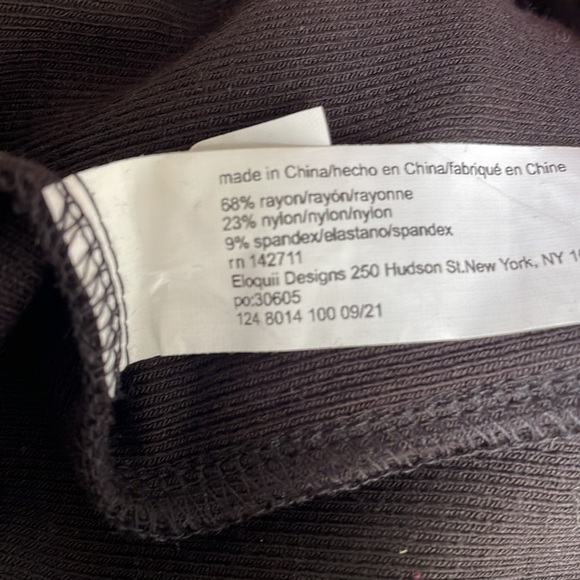 made in China/hecho en China/fabriqué en Chine
68% rayon/rayón/rayonne
23% nylon/nylon/nylon
9% spandex/elastano/spandex
rn 142711
Eloquii Designs 250 Hudson St.New York, NY
po:30605
124 8014 100 09/21